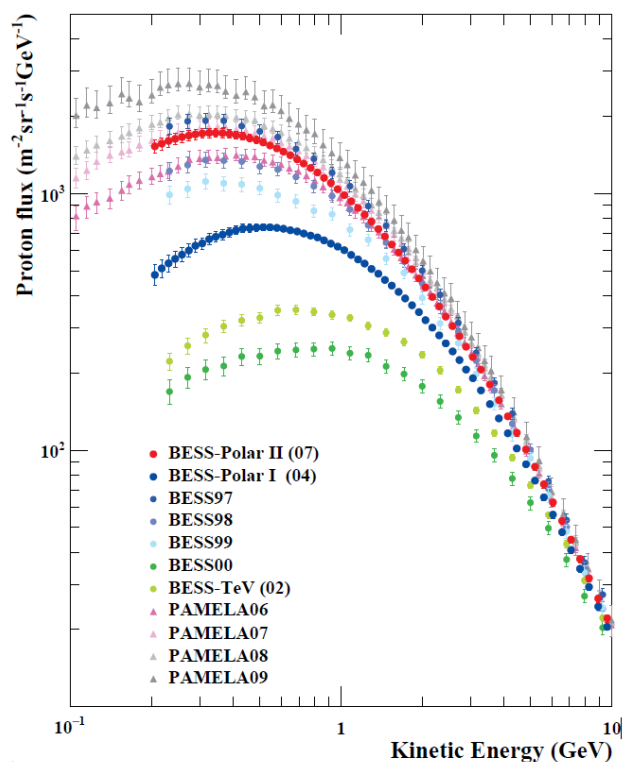 Proton flux (m⁻²sr⁻¹s⁻¹GeV⁻¹)
10³
10²
BESS-Polar II (07)
BESS-Polar I (04)
BESS97
BESS98
BESS99
BESS00
BESS-TeV (02)
PAMELA06
PAMELA07
PAMELA08
PAMELA09
10⁻¹ 1 10
Kinetic Energy (GeV)